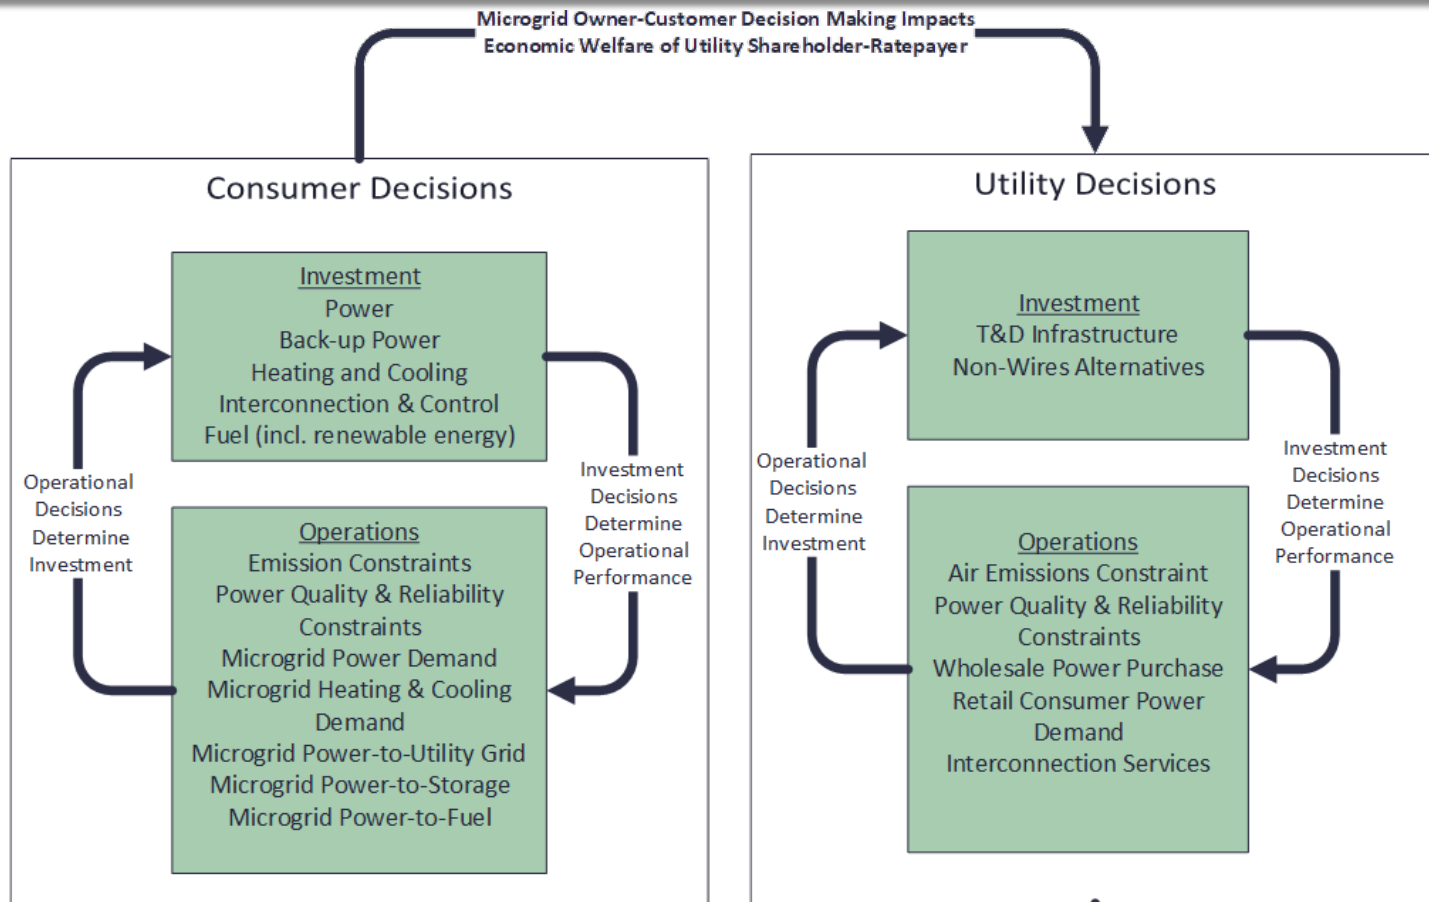 Microgrid Owner-Customer Decision Making Impacts
Economic Welfare of Utility Shareholder-Ratepayer
Consumer Decisions
Investment
Power
Back-up Power
Heating and Cooling
Interconnection & Control
Fuel (incl. renewable energy)
Operational
Decisions
Determine
Investment
Investment
Decisions
Determine
Operational
Performance
Operations
Emission Constraints
Power Quality & Reliability
Constraints
Microgrid Power Demand
Microgrid Heating & Cooling
Demand
Microgrid Power-to-Utility Grid
Microgrid Power-to-Storage
Microgrid Power-to-Fuel
Utility Decisions
Investment
T&D Infrastructure
Non-Wires Alternatives
Operational
Decisions
Determine
Investment
Investment
Decisions
Determine
Operational
Performance
Operations
Air Emissions Constraint
Power Quality & Reliability
Constraints
Wholesale Power Purchase
Retail Consumer Power
Demand
Interconnection Services